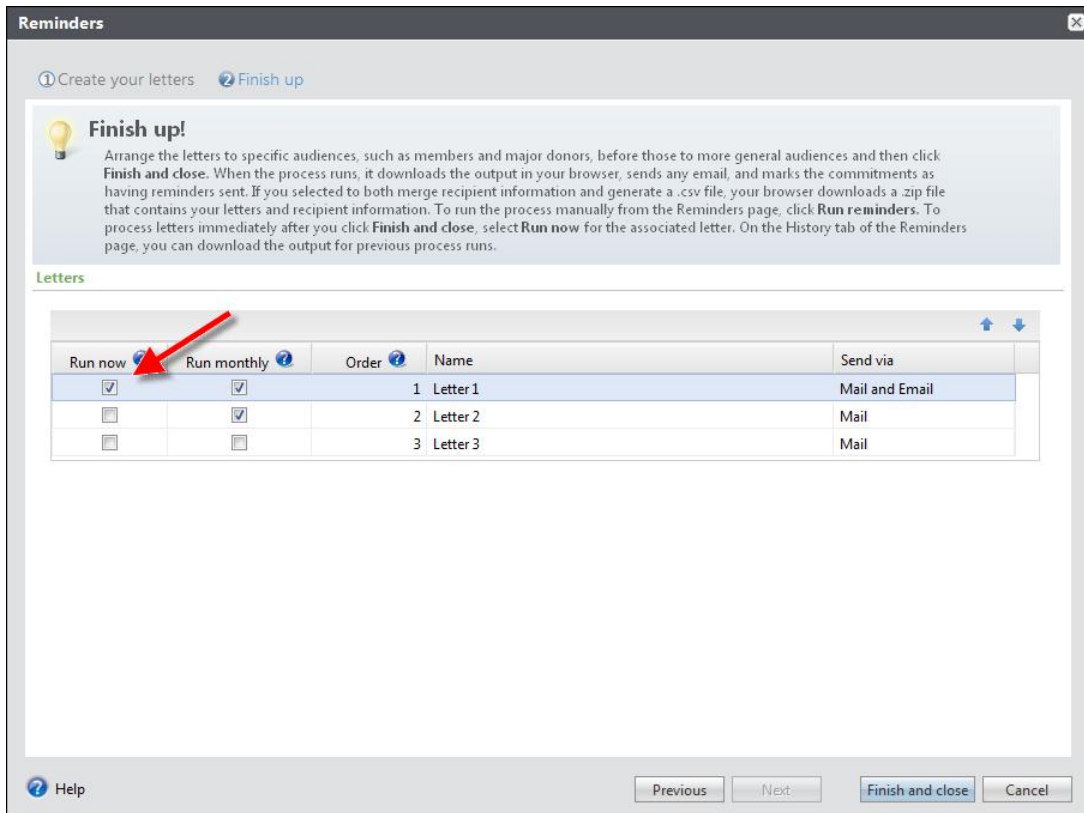 Reminders
1 Create your letters 2 Finish up
Finish up!
Arrange the letters to specific audiences, such as members and major donors, before those to more general audiences and then click
Finish and close. When the process runs, it downloads the output in your browser, sends any email, and marks the commitments as
having reminders sent. If you selected to both merge recipient information and generate a .csv file, your browser downloads a .zip file
that contains your letters and recipient information. To run the process manually from the Reminders page, click Run reminders. To
process letters immediately after you click Finish and close, select Run now for the associated letter. On the History tab of the Reminders
page, you can download the output for previous process runs.
Letters
Run now ? Run monthly ? Order ? Name Send via
1 Letter 1 Mail and Email
2 Letter 2 Mail
3 Letter 3 Mail
? Help Previous Next Finish and close Cancel